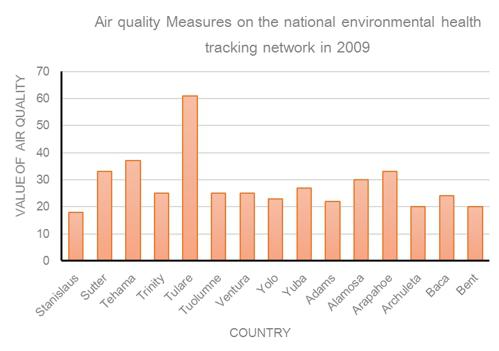 Air quality Measures on the national environmental health
tracking network in 2009
VALUE OF AIR QUALITY
70
60
50
40
30
20
10
0
Stanislaus
Sutter
Tehama
Trinity
Tulare
Tuolumne
Ventura
Yolo
Yuba
Adams
Alamosa
Arapahoe
Archuleta
Baca
Bent
COUNTRY